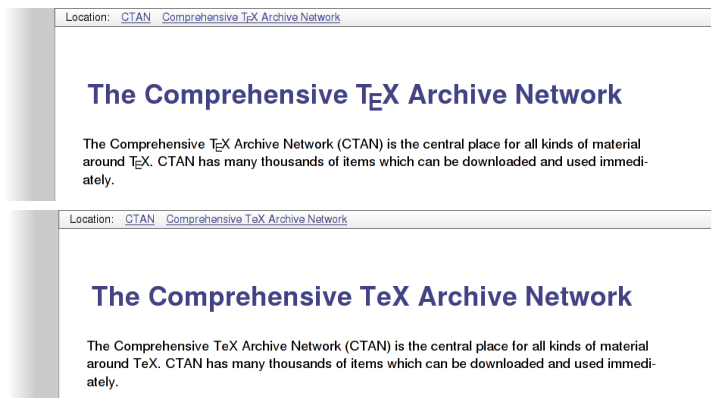 Location: CTAN Comprehensive TEX Archive Network
The Comprehensive TEX Archive Network
The Comprehensive TEX Archive Network (CTAN) is the central place for all kinds of material
around TEX. CTAN has many thousands of items which can be downloaded and used immedi-
ately.
Location: CTAN Comprehensive TeX Archive Network
The Comprehensive TeX Archive Network
The Comprehensive TeX Archive Network (CTAN) is the central place for all kinds of material
around TeX. CTAN has many thousands of items which can be downloaded and used immedi-
ately.